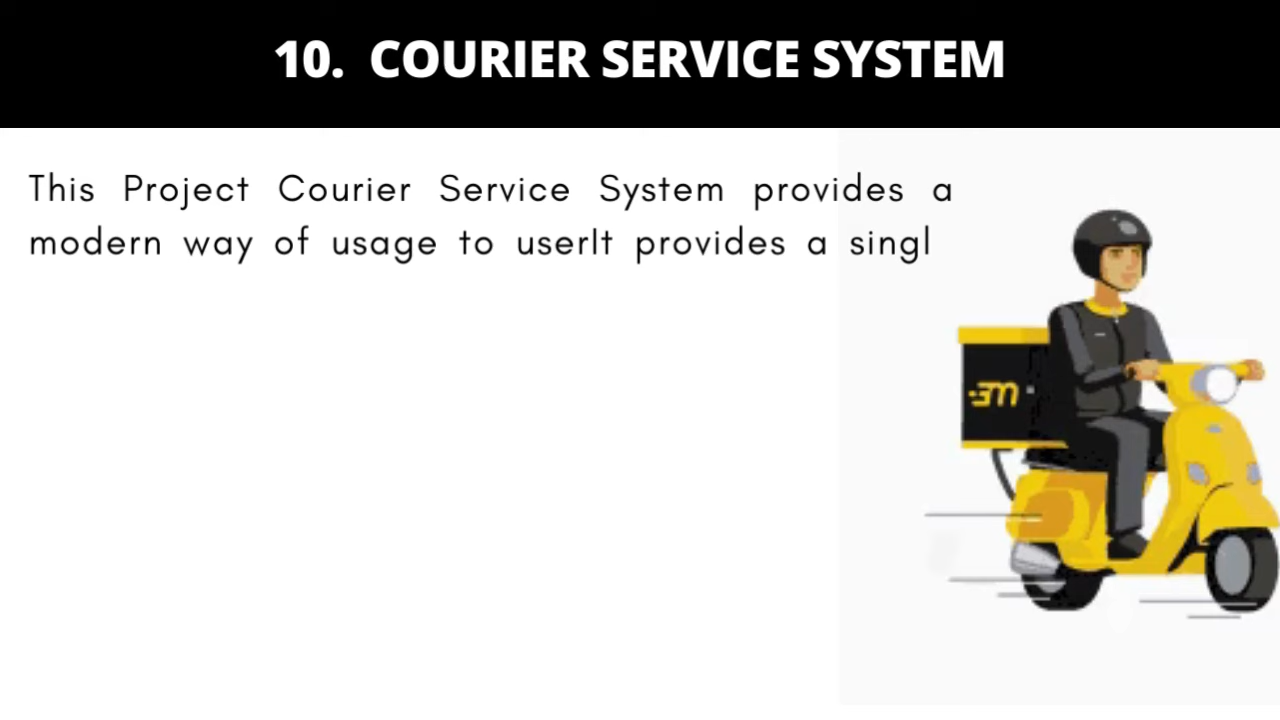 10. COURIER SERVICE SYSTEM
This Project Courier Service System provides a
modern way of usage to userIt provides a singl